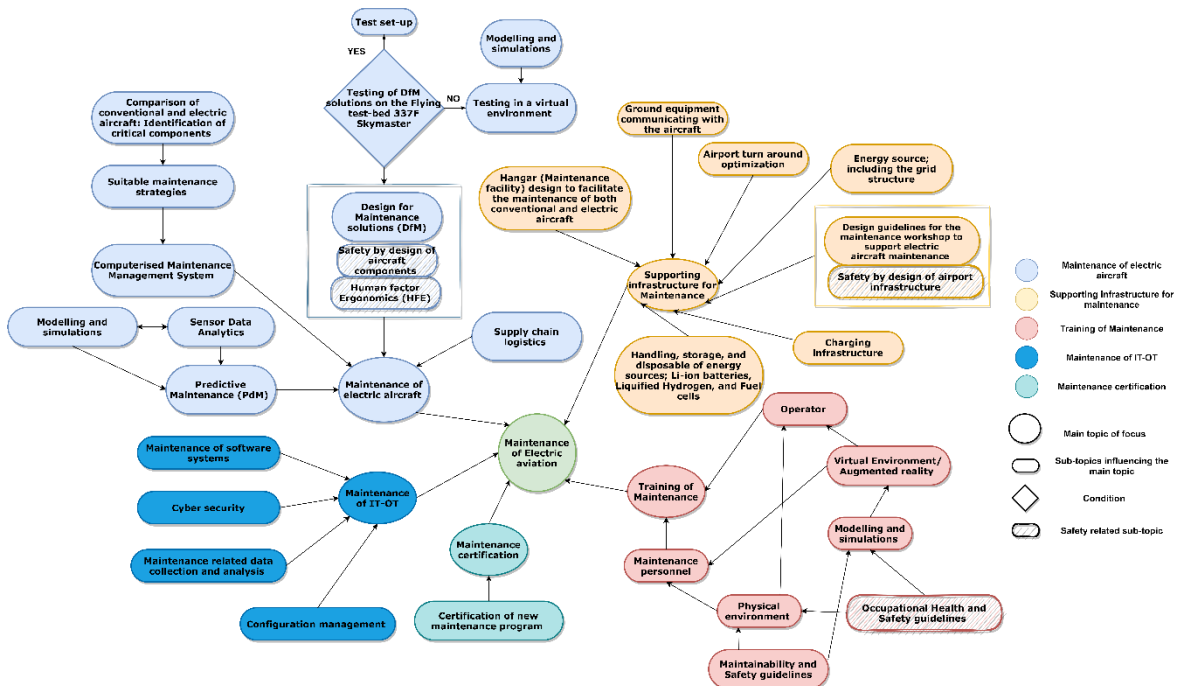 Test set-up
YES
Modelling and
simulations
Testing of DfM
solutions on the Flying
test-bed 337F
Skymaster
NO
Testing in a virtual
environment
Comparison of
conventional and electric
aircraft: Identification of
critical components
Suitable maintenance
strategies
Computerised Maintenance
Management System
Modelling and
simulations
Sensor Data
Analytics
Predictive
Maintenance (PdM)
Design for
Maintenance
solutions (DfM)
Safety by design of
aircraft
components
Human factor
Ergonomics (HFE)
Supply chain
logistics
Maintenance of
electric aircraft
Ground equipment
communicating with
the aircraft
Airport turn around
optimization
Energy source;
including the grid
structure
Hangar (Maintenance
facility) design to facilitate
the maintenance of both
conventional and electric
aircraft
Design guidelines for the
maintenance workshop to
support electric
aircraft maintenance
Safety by design of airport
infrastructure
Supporting
infrastructure for
Maintenance
Charging
Infrastructure
Handling, storage, and
disposable of energy
sources; Li-ion batteries,
Liquified Hydrogen, and Fuel
cells
Maintenance
of Electric
aviation
Maintenance of software
systems
Cyber security
Maintenance related data
collection and analysis
Configuration management
Maintenance
of IT-OT
Maintenance
certification
Certification of new
maintenance program
Operator
Virtual Environment/
Augmented reality
Training of
Maintenance
Modelling and
simulations
Maintenance
personnel
Physical
environment
Occupational Health and
Safety guidelines
Maintainability and
Safety guidelines
Maintenance of electric
aircraft
Supporting Infrastructure for
maintenance
Training of Maintenance
Maintenance of IT-OT
Maintenance certification
Main topic of focus
Sub-topics influencing the
main topic
Condition
Safety related sub-topic